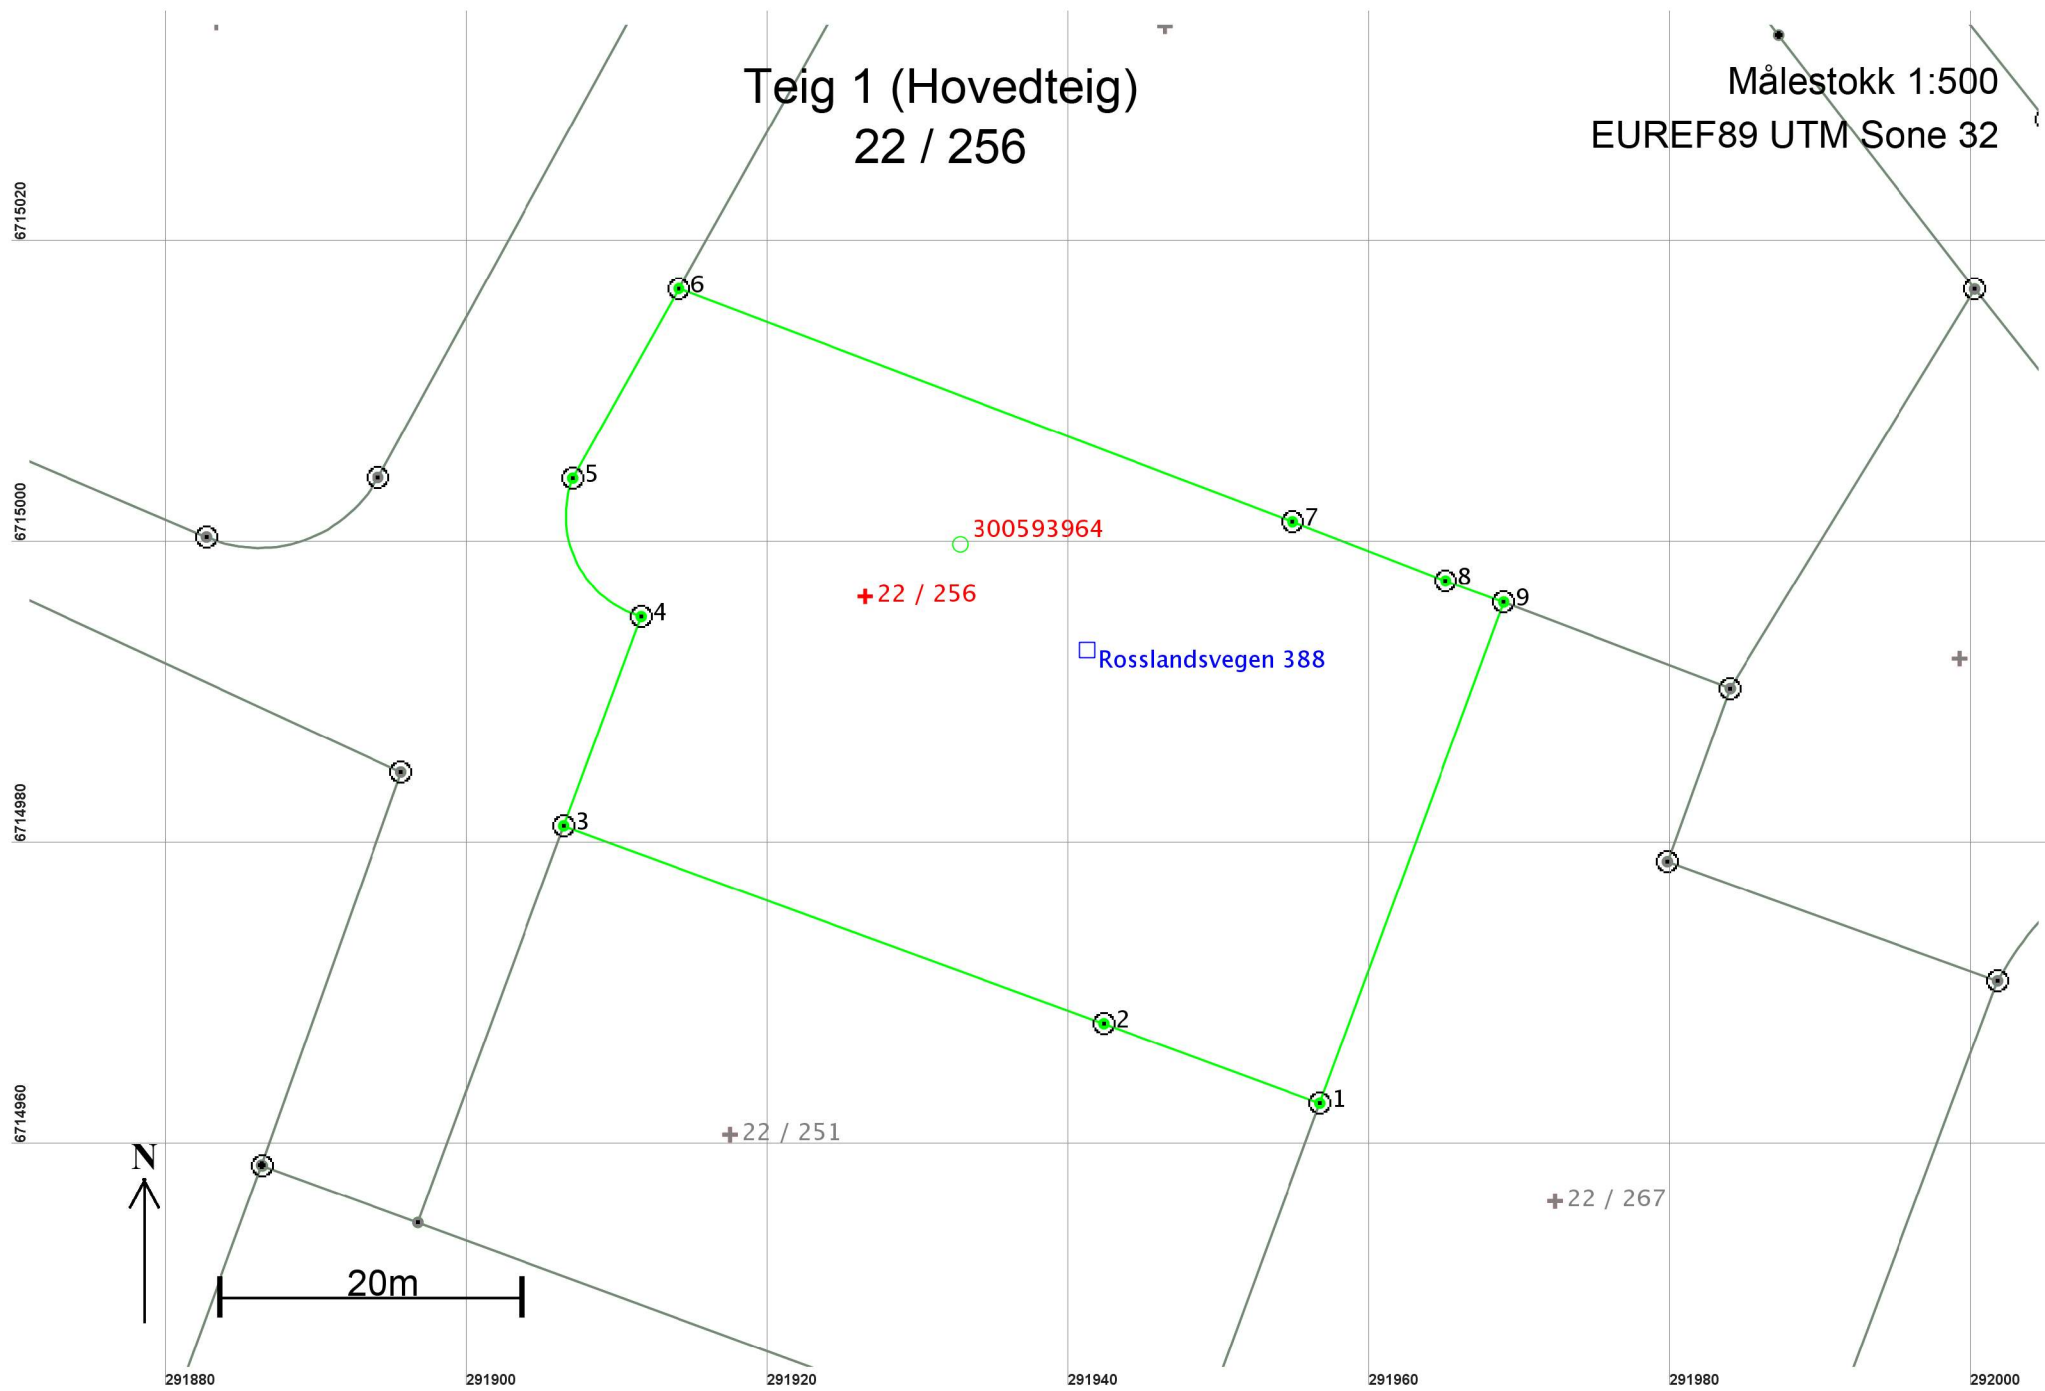 Teig 1 (Hovedteig)
22 / 256
Målestokk 1:500
EUREF89 UTM Sone 32
6715020
6
5
6715000
300593964
7
8
9
22 / 256
4
Rosslandsvegen 388
6714980
3
2
1
6714960
22 / 251
N
22 / 267
20m
291880
291900
291920
291940
291960
291980
292000